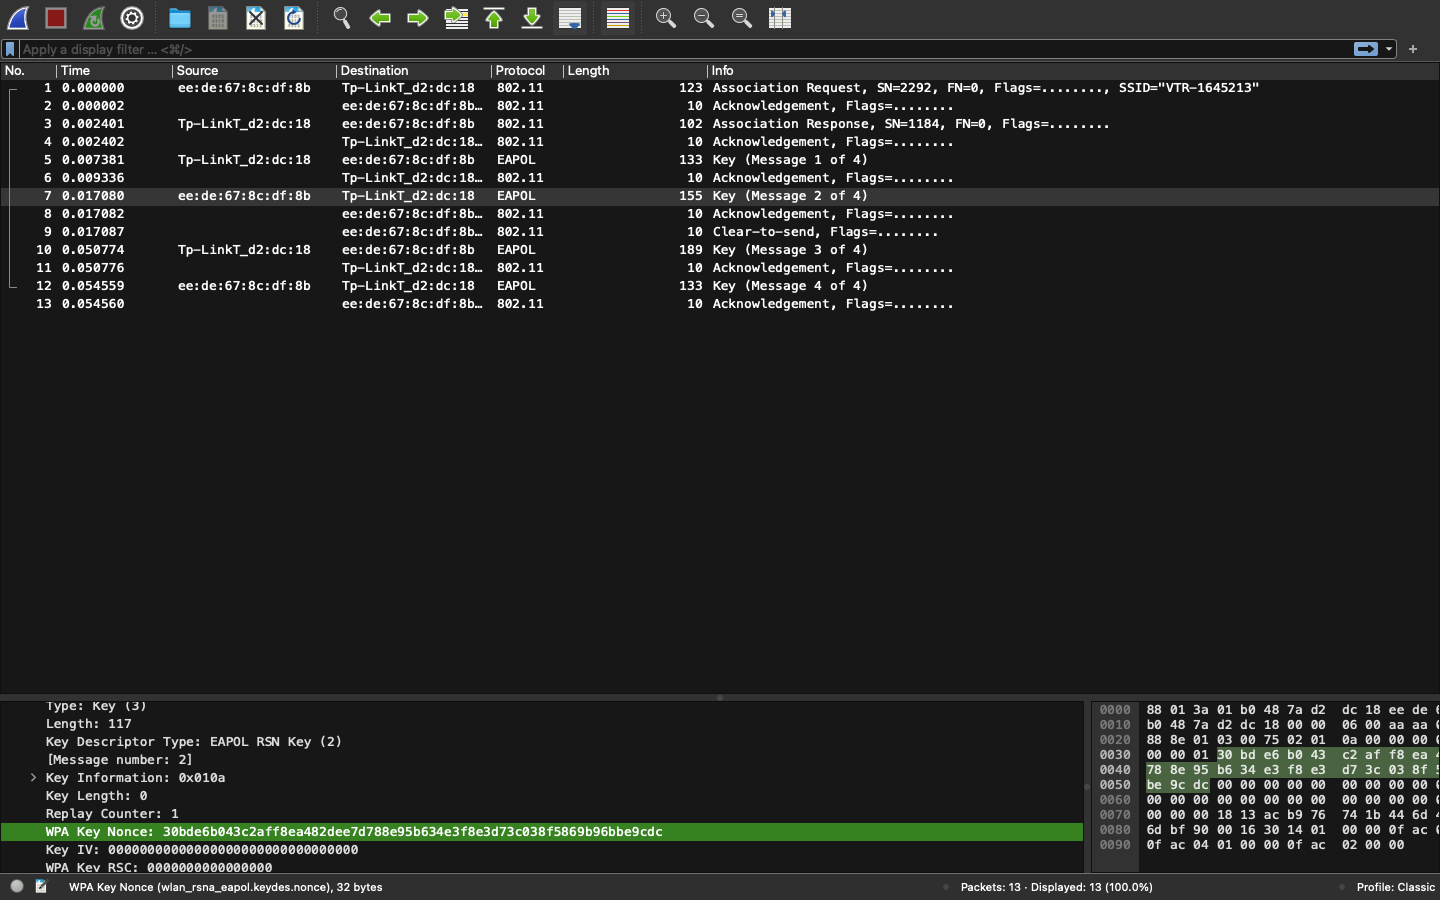 Apply a display filter ... <⌘/>
No. Time Source Destination Protocol Length Info
1 0.000000 ee:de:67:8c:df:8b Tp-LinkT_d2:dc:18 802.11 123 Association Request, SN=2292, FN=0, Flags=........, SSID="VTR-1645213"
2 0.000002 ee:de:67:8c:df:8b… 802.11 10 Acknowledgement, Flags=........
3 0.002401 Tp-LinkT_d2:dc:18 ee:de:67:8c:df:8b 802.11 102 Association Response, SN=1184, FN=0, Flags=........
4 0.002402 Tp-LinkT_d2:dc:18… 802.11 10 Acknowledgement, Flags=........
5 0.007381 Tp-LinkT_d2:dc:18 ee:de:67:8c:df:8b EAPOL 133 Key (Message 1 of 4)
6 0.009336 Tp-LinkT_d2:dc:18… 802.11 10 Acknowledgement, Flags=........
7 0.017080 ee:de:67:8c:df:8b Tp-LinkT_d2:dc:18 EAPOL 155 Key (Message 2 of 4)
8 0.017082 ee:de:67:8c:df:8b… 802.11 10 Acknowledgement, Flags=........
9 0.017087 ee:de:67:8c:df:8b… 802.11 10 Clear-to-send, Flags=........
10 0.050774 Tp-LinkT_d2:dc:18 ee:de:67:8c:df:8b EAPOL 189 Key (Message 3 of 4)
11 0.050776 Tp-LinkT_d2:dc:18… 802.11 10 Acknowledgement, Flags=........
12 0.054559 ee:de:67:8c:df:8b Tp-LinkT_d2:dc:18 EAPOL 133 Key (Message 4 of 4)
13 0.054560 ee:de:67:8c:df:8b… 802.11 10 Acknowledgement, Flags=........
Type: Key (3)
Length: 117
Key Descriptor Type: EAPOL RSN Key (2)
[Message number: 2]
Key Information: 0x010a
Key Length: 0
Replay Counter: 1
WPA Key Nonce: 30bde6b043c2aff8ea482dee7d788e95b634e3f8e3d73c038f5869b96bbe9cdc
Key IV: 00000000000000000000000000000000
WPA Key RSC: 0000000000000000
0000 88 01 3a 01 b0 48 7a d2 dc 18 ee de
0010 b0 48 7a d2 dc 18 00 00 06 00 aa aa
0020 88 8e 01 03 00 75 02 01 0a 00 00 00
0030 00 00 01 30 bd e6 b0 43 c2 af f8 ea
0040 78 8e 95 b6 34 e3 f8 e3 d7 3c 03 8f
0050 be 9c dc 00 00 00 00 00 00 00 00 00
0060 00 00 00 00 00 00 00 00 00 00 00 00
0070 00 00 00 18 13 ac b9 76 74 1b 44 6d
0080 6d bf 90 00 16 30 14 01 00 00 0f ac
0090 0f ac 04 01 00 00 0f ac 02 00 00
WPA Key Nonce (wlan_rsna_eapol.keydes.nonce), 32 bytes
Packets: 13 · Displayed: 13 (100.0%)
Profile: Classic